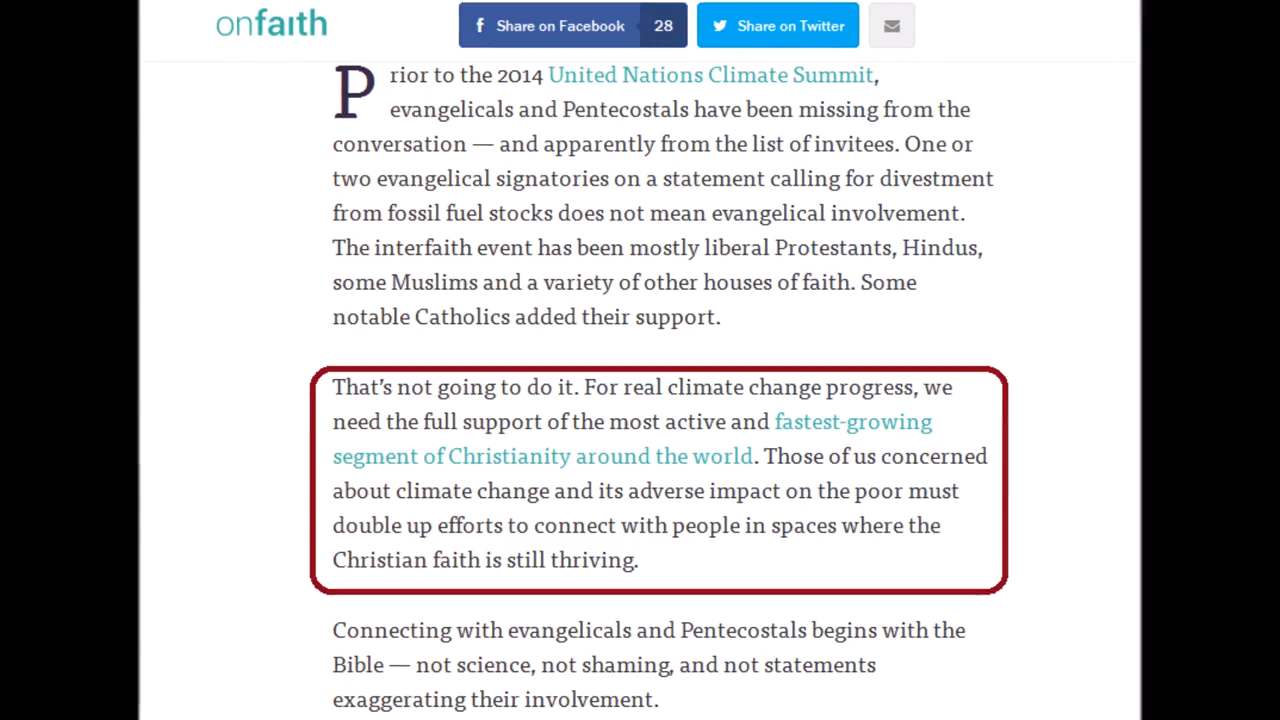 onfaith
Share on Facebook 28 Share on Twitter
Prior to the 2014 United Nations Climate Summit,
evangelicals and Pentecostals have been missing from the
conversation — and apparently from the list of invitees. One or
two evangelical signatories on a statement calling for divestment
from fossil fuel stocks does not mean evangelical involvement.
The interfaith event has been mostly liberal Protestants, Hindus,
some Muslims and a variety of other houses of faith. Some
notable Catholics added their support.
That's not going to do it. For real climate change progress, we
need the full support of the most active and fastest-growing
segment of Christianity around the world. Those of us concerned
about climate change and its adverse impact on the poor must
double up efforts to connect with people in spaces where the
Christian faith is still thriving.
Connecting with evangelicals and Pentecostals begins with the
Bible — not science, not shaming, and not statements
exaggerating their involvement.